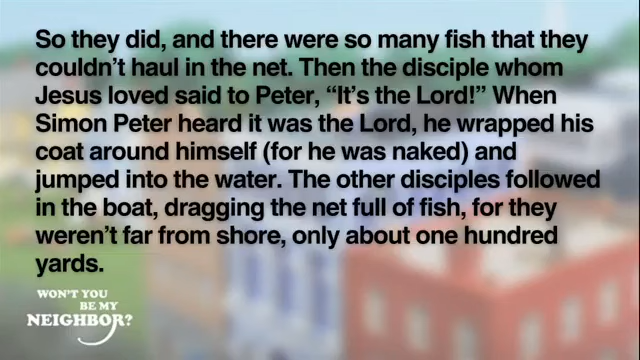 So they did, and there were so many fish that they
couldn’t haul in the net. Then the disciple whom
Jesus loved said to Peter, “It’s the Lord!” When
Simon Peter heard it was the Lord, he wrapped his
coat around himself (for he was naked) and
jumped into the water. The other disciples followed
in the boat, dragging the net full of fish, for they
weren’t far from shore, only about one hundred
yards.
WON’T YOU
BE MY
NEIGHBOR?